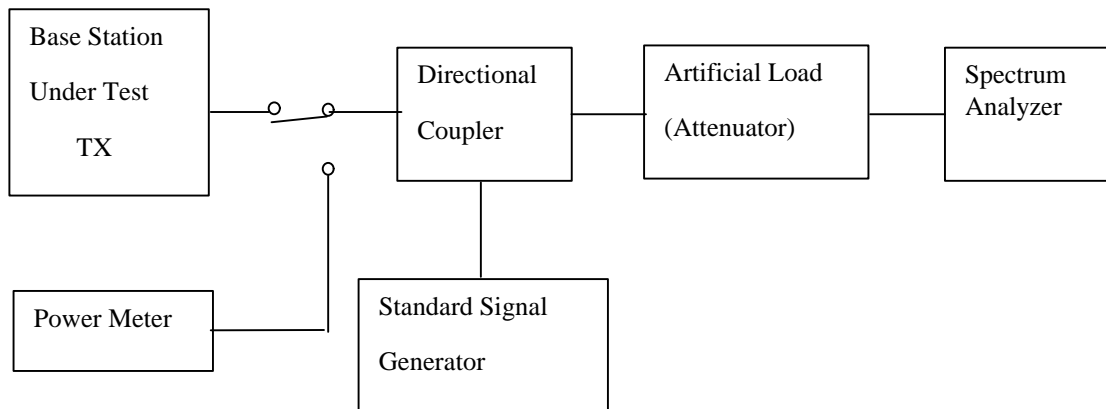 Base Station
Under Test
TX
Directional
Coupler
Artificial Load
(Attenuator)
Spectrum
Analyzer
Power Meter
Standard Signal
Generator